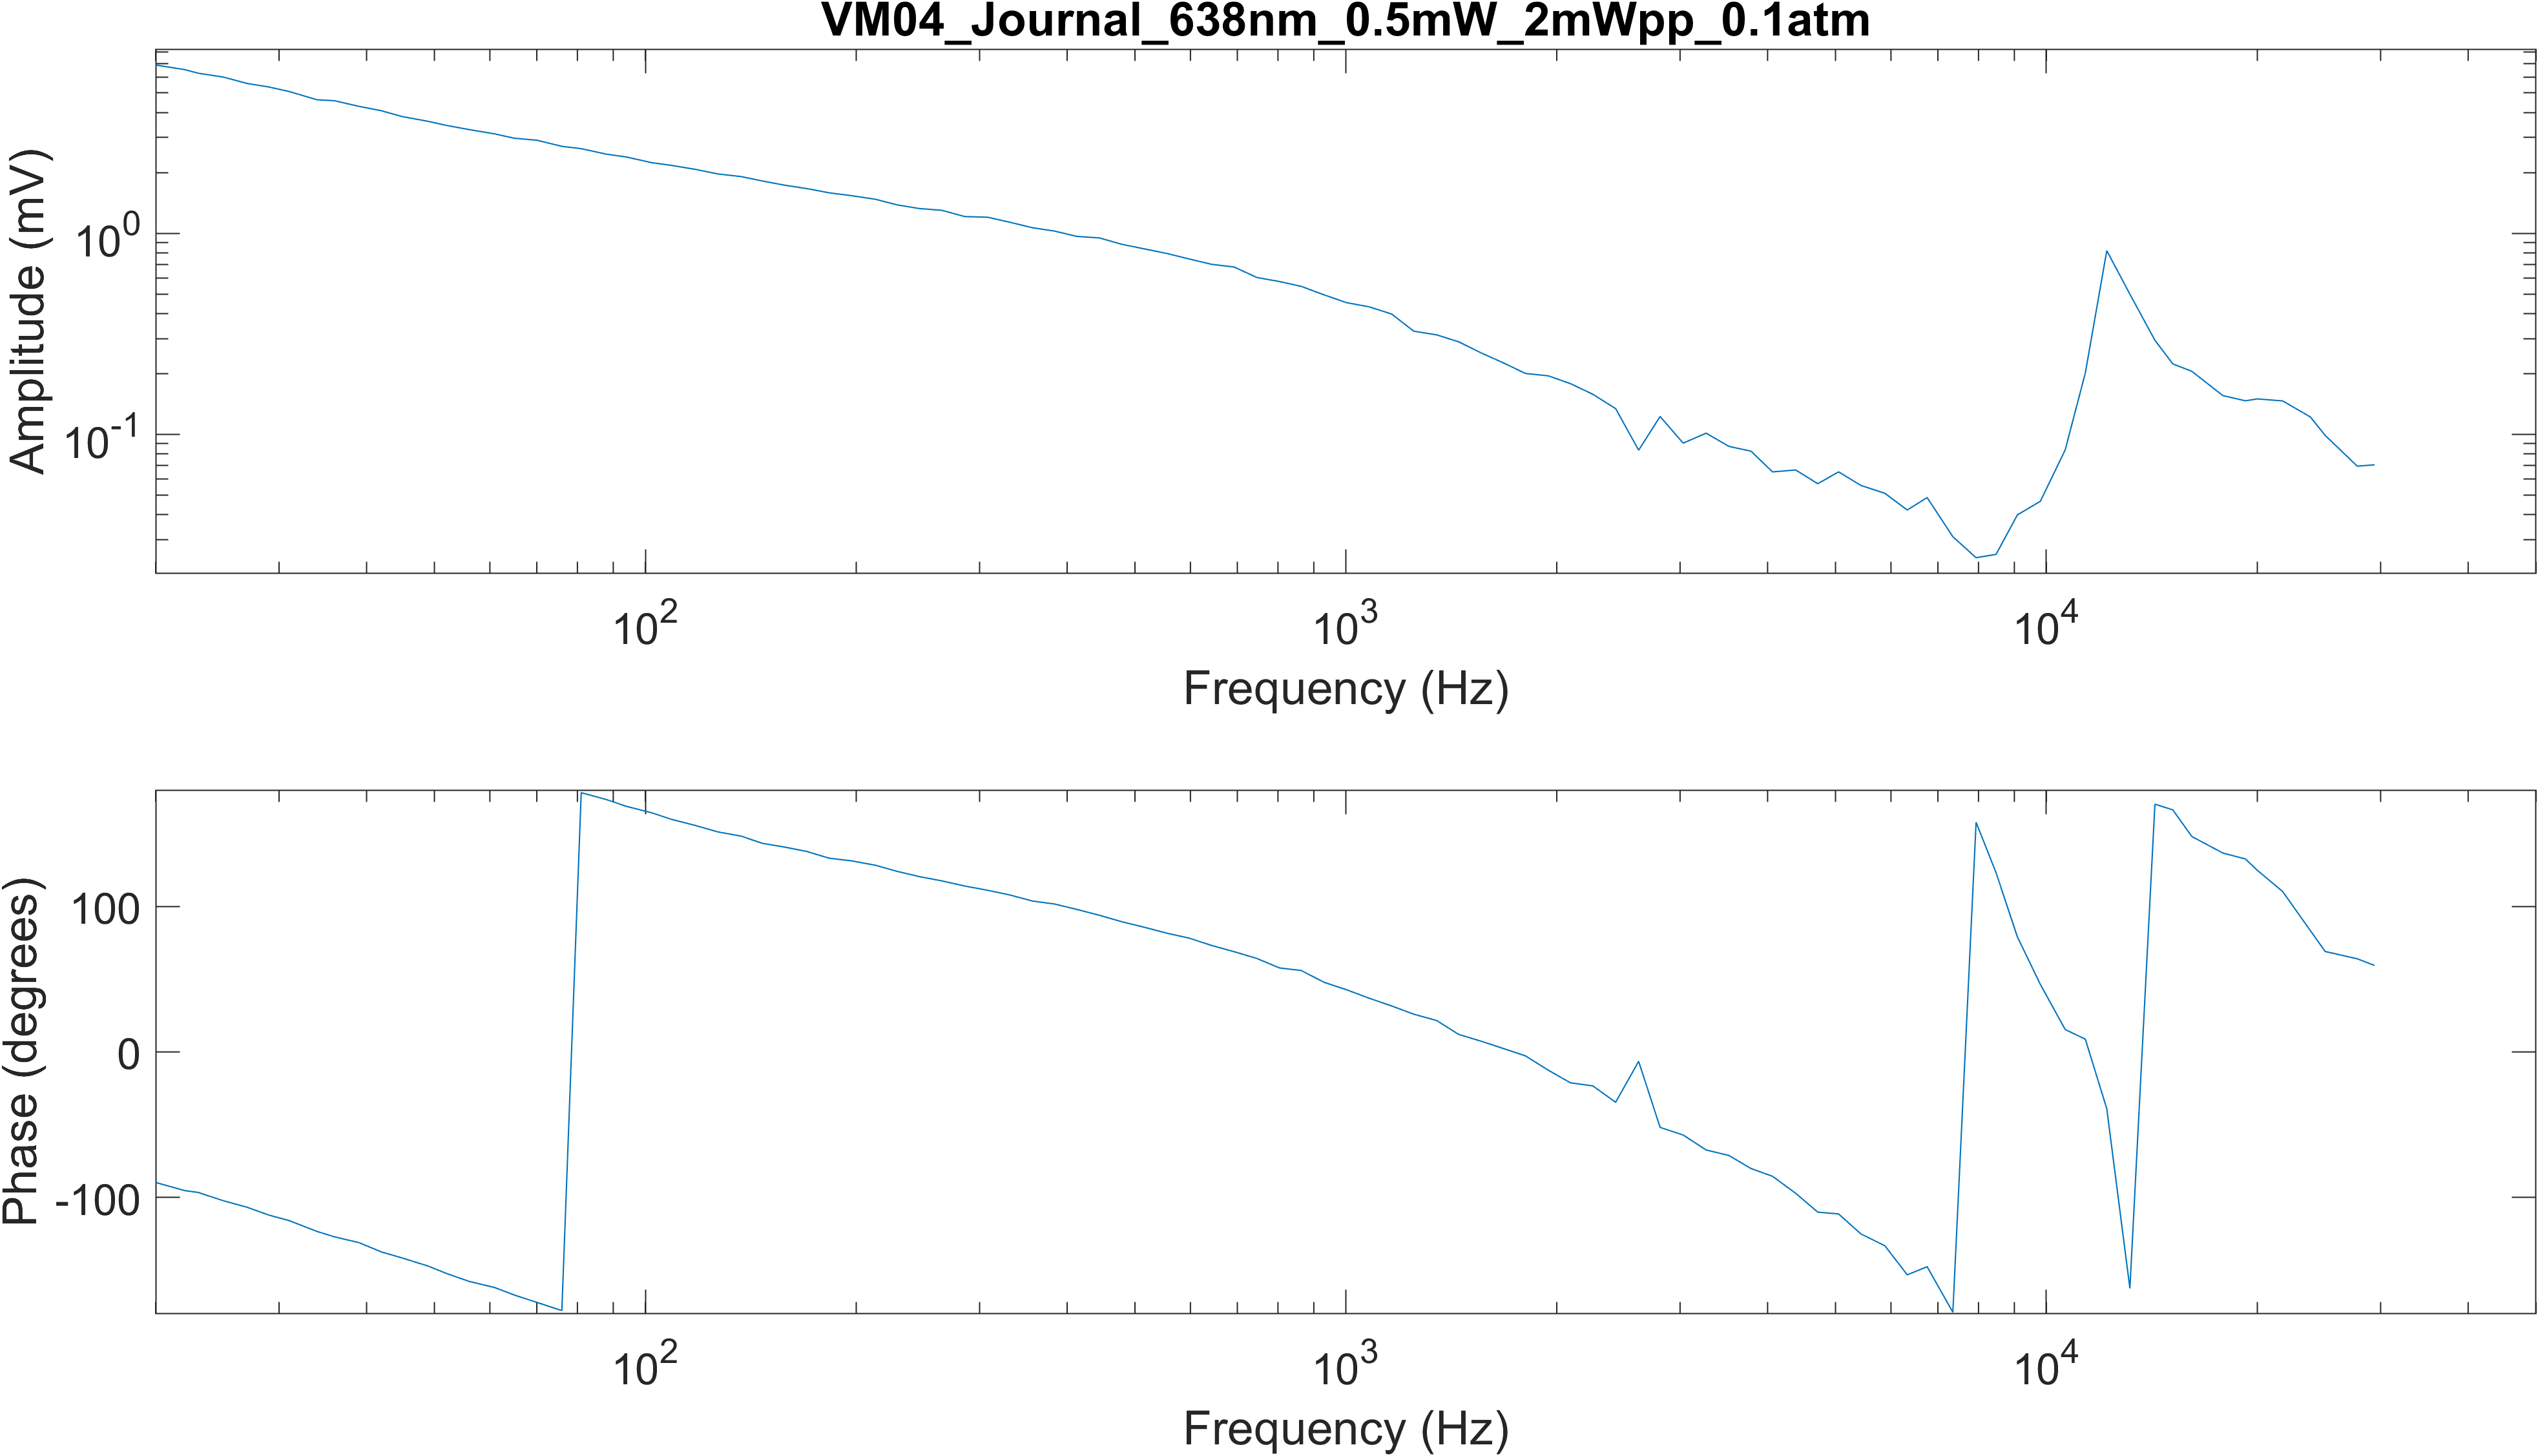 VM04_Journal_638nm_0.5mW_2mWpp_0.1atm
Amplitude (mV)
10^0
10^-1
10^2
10^3
10^4
Frequency (Hz)
Phase (degrees)
100
0
-100
10^2
10^3
10^4
Frequency (Hz)